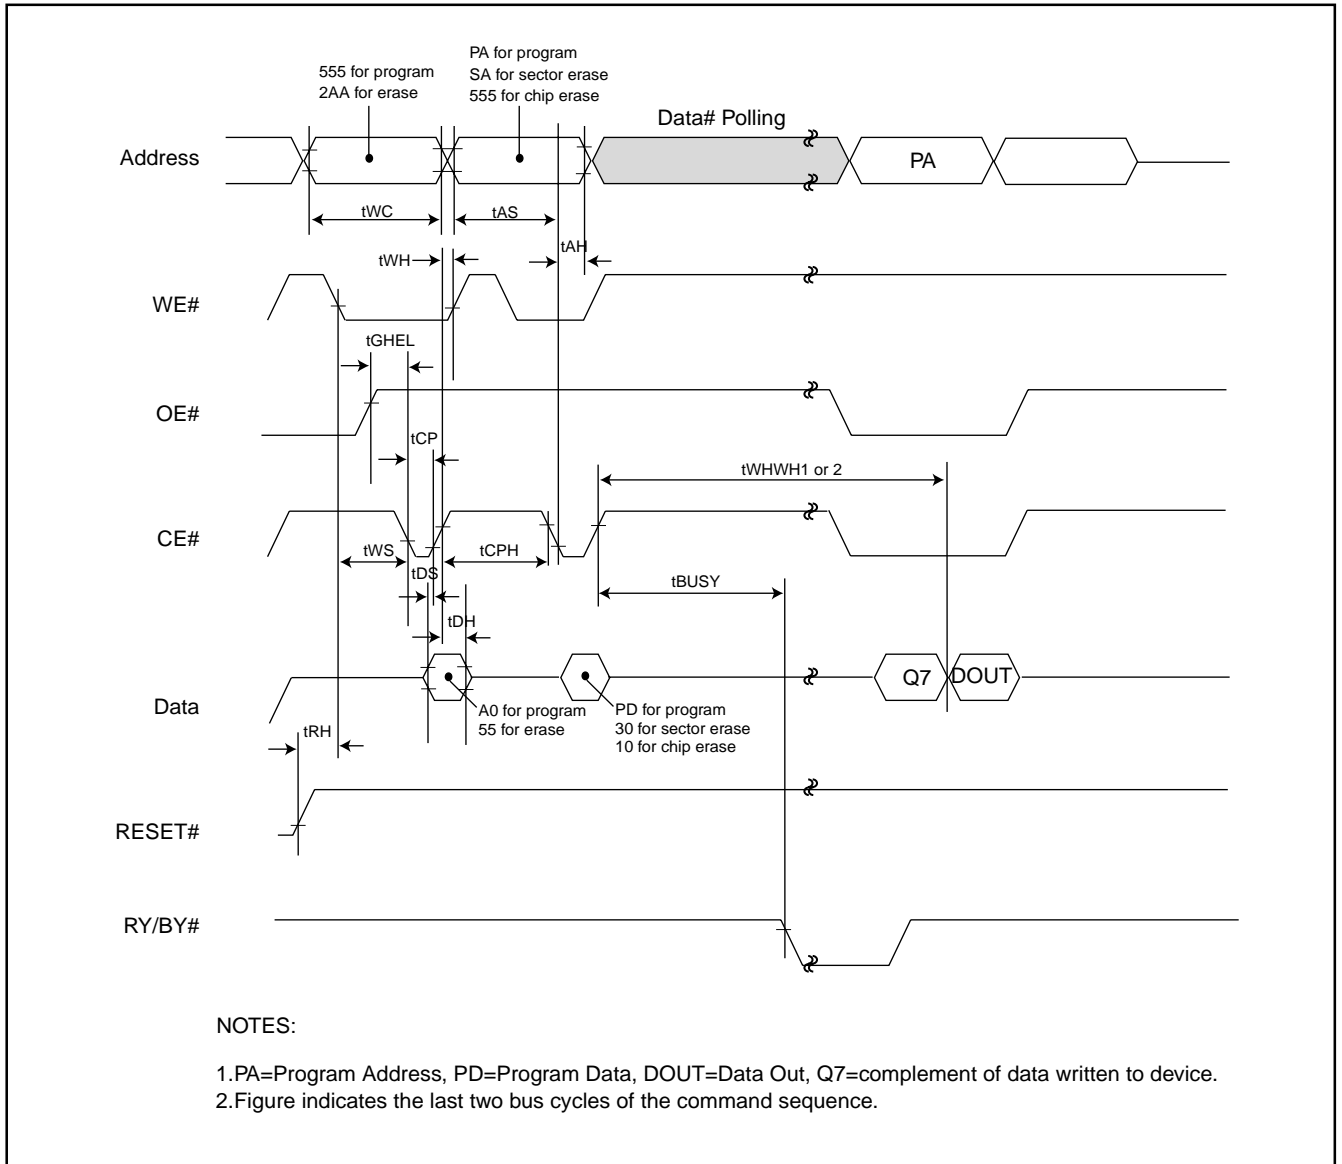 555 for program
2AA for erase
PA for program
SA for sector erase
555 for chip erase
Data# Polling
Address
PA
tWC
tAS
tAH
tWH
WE#
tGHEL
OE#
tCP
tWHWH1 or 2
CE#
tWS
tCPH
tDS
tBUSY
tDH
Q7
DOUT
Data
A0 for program
55 for erase
PD for program
30 for sector erase
10 for chip erase
tRH
RESET#
RY/BY#
NOTES:
1.PA=Program Address, PD=Program Data, DOUT=Data Out, Q7=complement of data written to device.
2.Figure indicates the last two bus cycles of the command sequence.